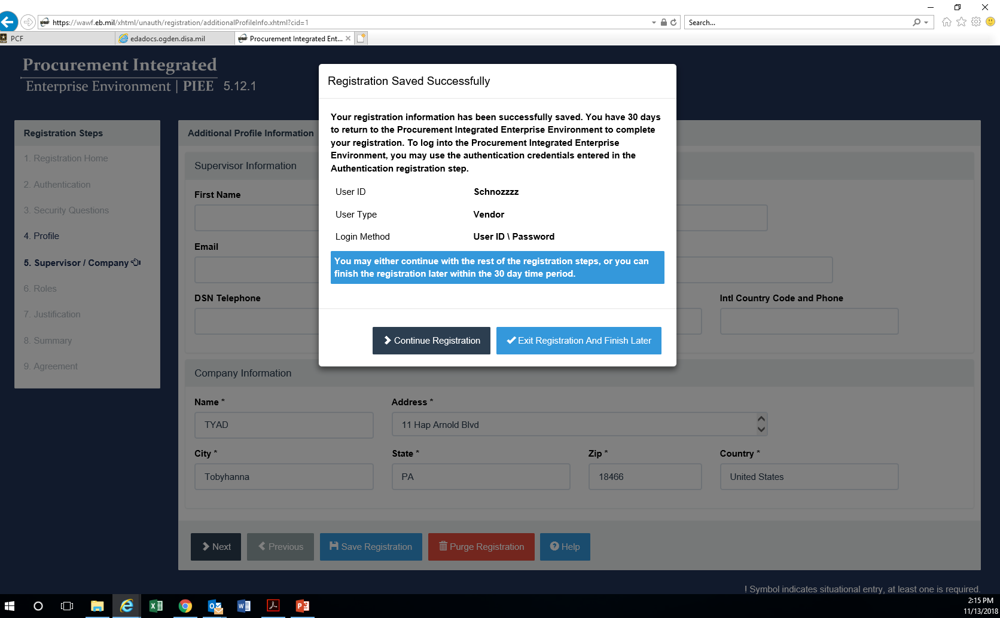 https://wawf.eb.mil/xhtml/unauth/registration/additionalProfileInfo.xhtml?cid=1
Search...
PCF
edadocs.ogden.disa.mil
Procurement Integrated Ent...
Procurement Integrated
Enterprise Environment | PIEE 5.12.1
Registration Steps
1. Registration Home
2. Authentication
3. Security Questions
4. Profile
5. Supervisor / Company
6. Roles
7. Justification
8. Summary
9. Agreement
Additional Profile Information
Supervisor Information
First Name
Email
DSN Telephone
Intl Country Code and Phone
Registration Saved Successfully
Your registration information has been successfully saved. You have 30 days
to return to the Procurement Integrated Enterprise Environment to complete
your registration. To log into the Procurement Integrated Enterprise
Environment, you may use the authentication credentials entered in the
Authentication registration step.
User ID Schnozzzz
User Type Vendor
Login Method User ID \ Password
You may either continue with the rest of the registration steps, or you can
finish the registration later within the 30 day time period.
Continue Registration
Exit Registration And Finish Later
Company Information
Name * Address *
TYAD 11 Hap Arnold Blvd
City * State * Zip * Country *
Tobyhanna PA 18466 United States
Next Previous Save Registration Purge Registration Help
! Symbol indicates situational entry, at least one is required.
2:15 PM
11/13/2018